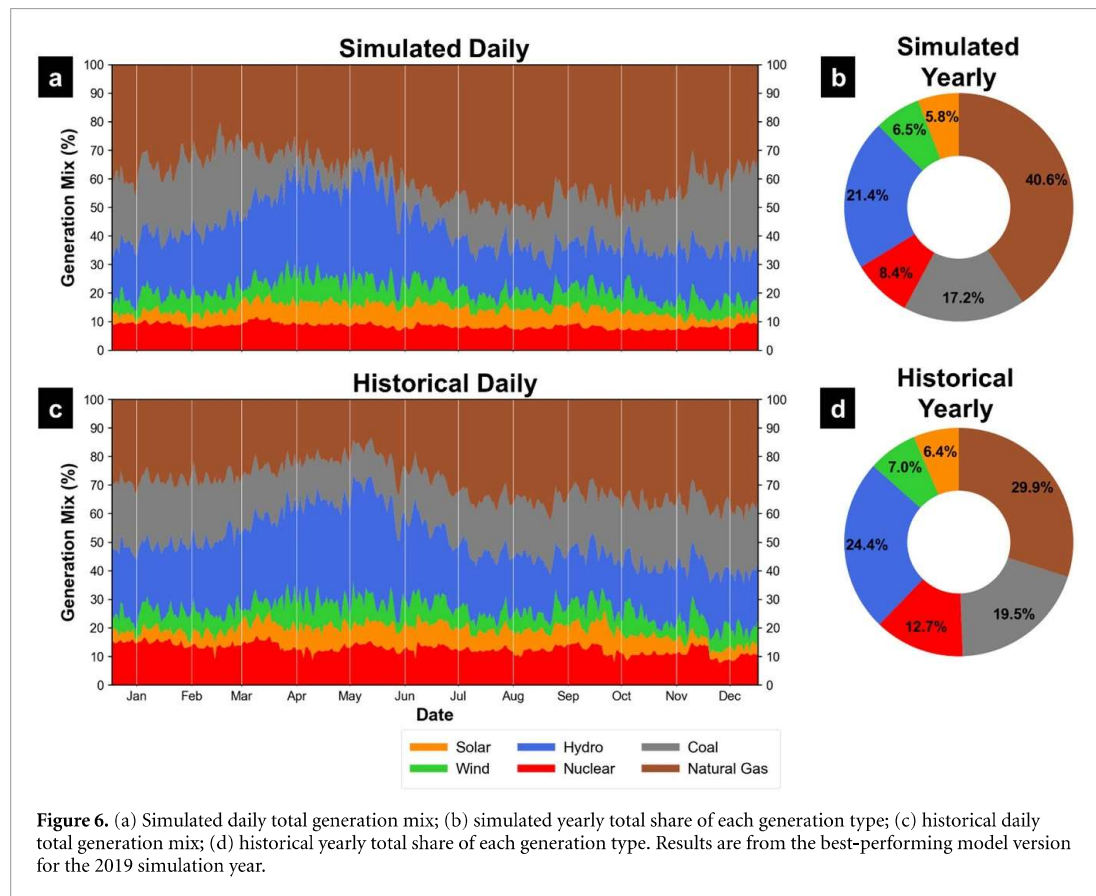 Simulated Daily
a
Generation Mix (%)
100
90
80
70
60
50
40
30
20
10
0
100
90
80
70
60
50
40
30
20
10
0
Simulated
Yearly
b
5.8%
6.5%
40.6%
21.4%
8.4%
17.2%
Historical Daily
c
Generation Mix (%)
100
90
80
70
60
50
40
30
20
10
0
100
90
80
70
60
50
40
30
20
10
0
Jan Feb Mar Apr May Jun Jul Aug Sep Oct Nov Dec
Date
Historical
Yearly
d
6.4%
7.0%
29.9%
24.4%
12.7%
19.5%
Solar Hydro Coal
Wind Nuclear Natural Gas
Figure 6. (a) Simulated daily total generation mix; (b) simulated yearly total share of each generation type; (c) historical daily
total generation mix; (d) historical yearly total share of each generation type. Results are from the best-performing model version
for the 2019 simulation year.